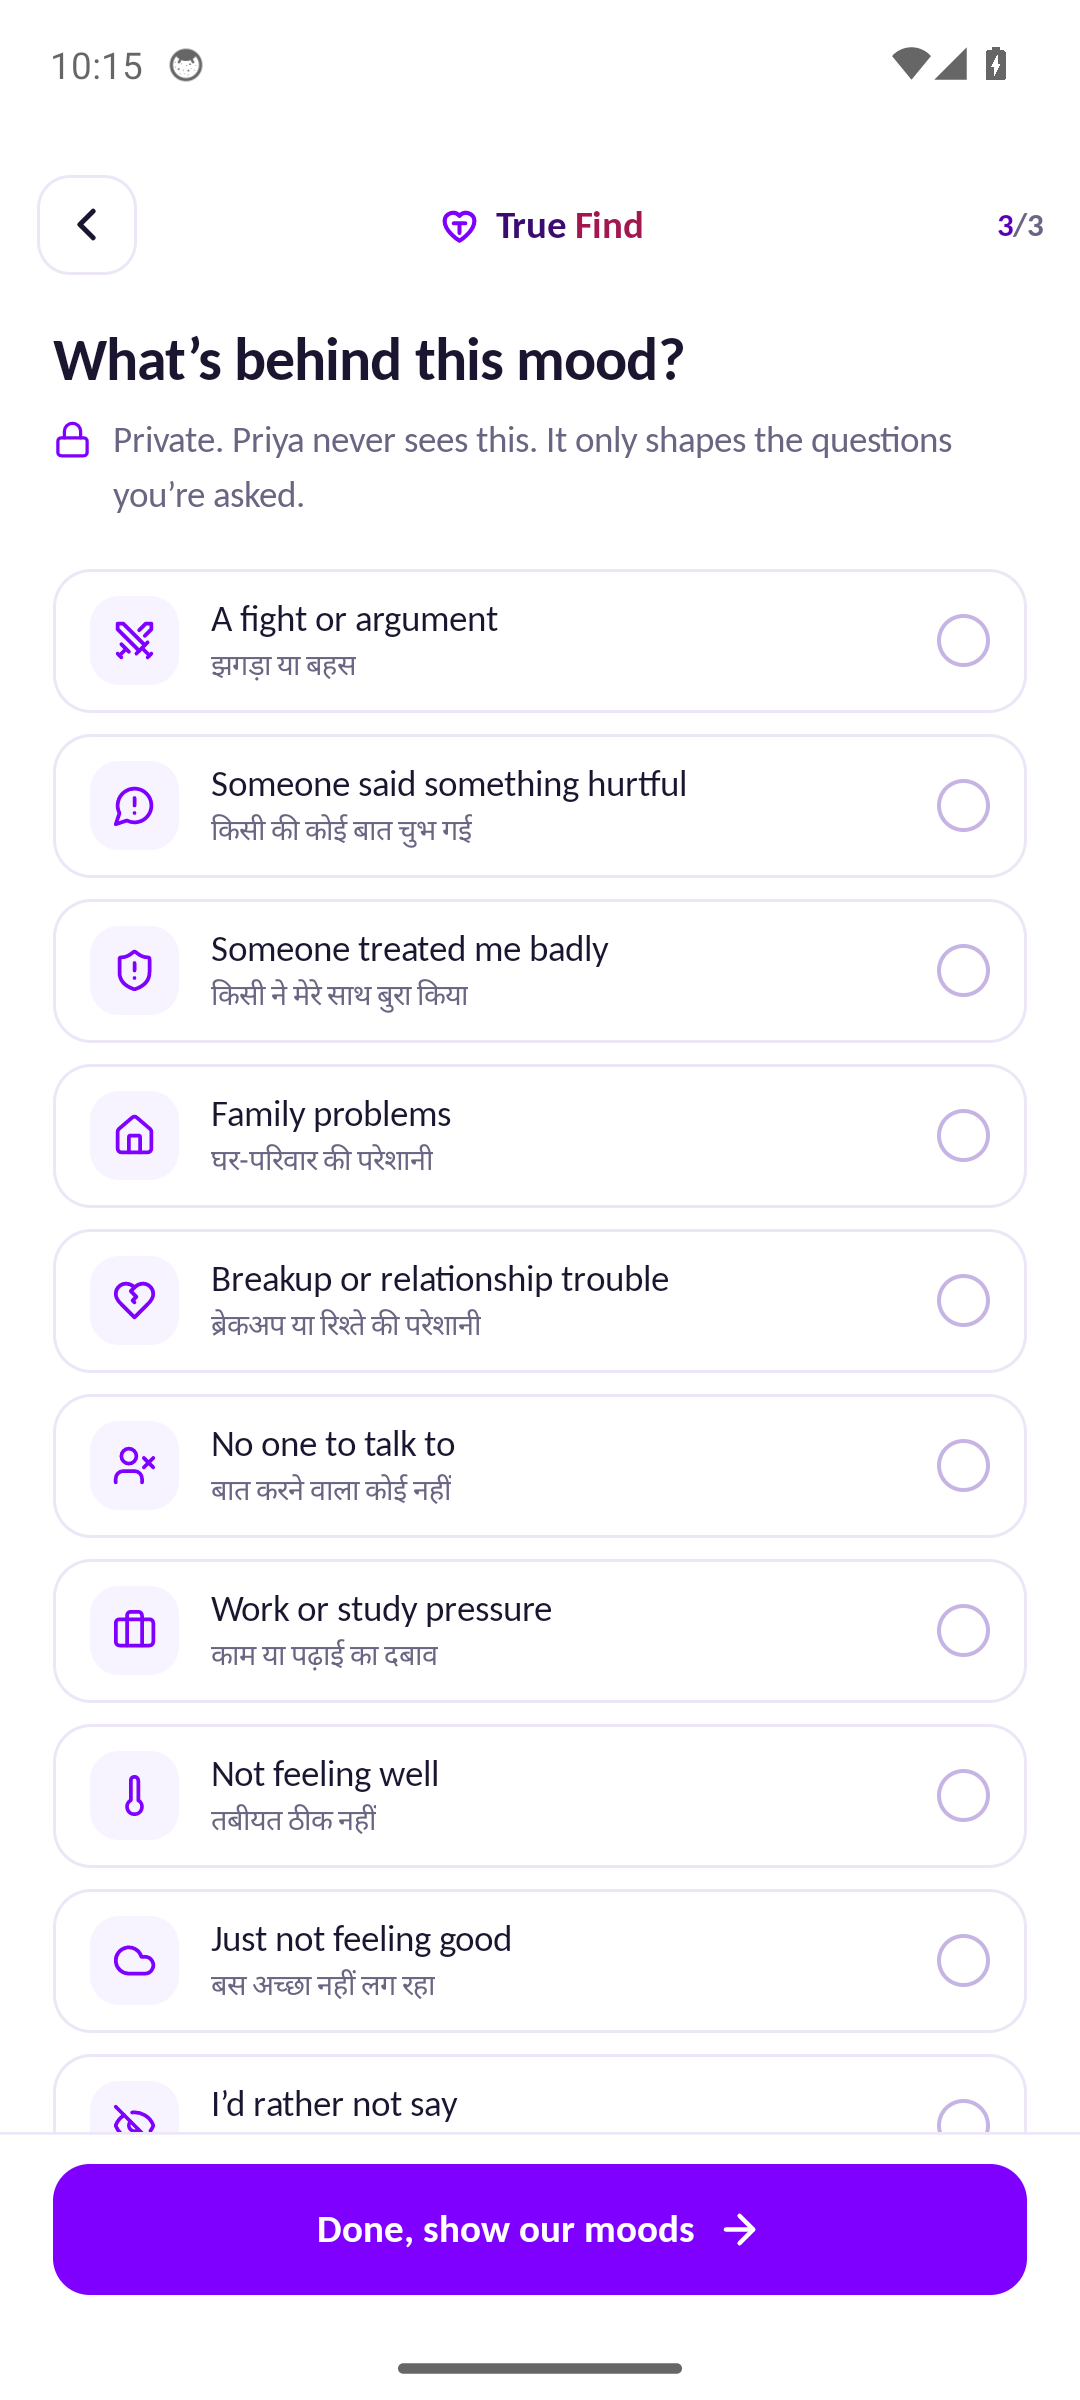 10:15
True Find
3/3
What’s behind this mood?
Private. Priya never sees this. It only shapes the questions
you’re asked.
A fight or argument
झगड़ा या बहस
Someone said something hurtful
किसी की कोई बात चुभ गई
Someone treated me badly
किसी ने मेरे साथ बुरा किया
Family problems
घर-परिवार की परेशानी
Breakup or relationship trouble
ब्रेकअप या रिश्ते की परेशानी
No one to talk to
बात करने वाला कोई नहीं
Work or study pressure
काम या पढ़ाई का दबाव
Not feeling well
तबीयत ठीक नहीं
Just not feeling good
बस अच्छा नहीं लग रहा
I’d rather not say
Done, show our moods